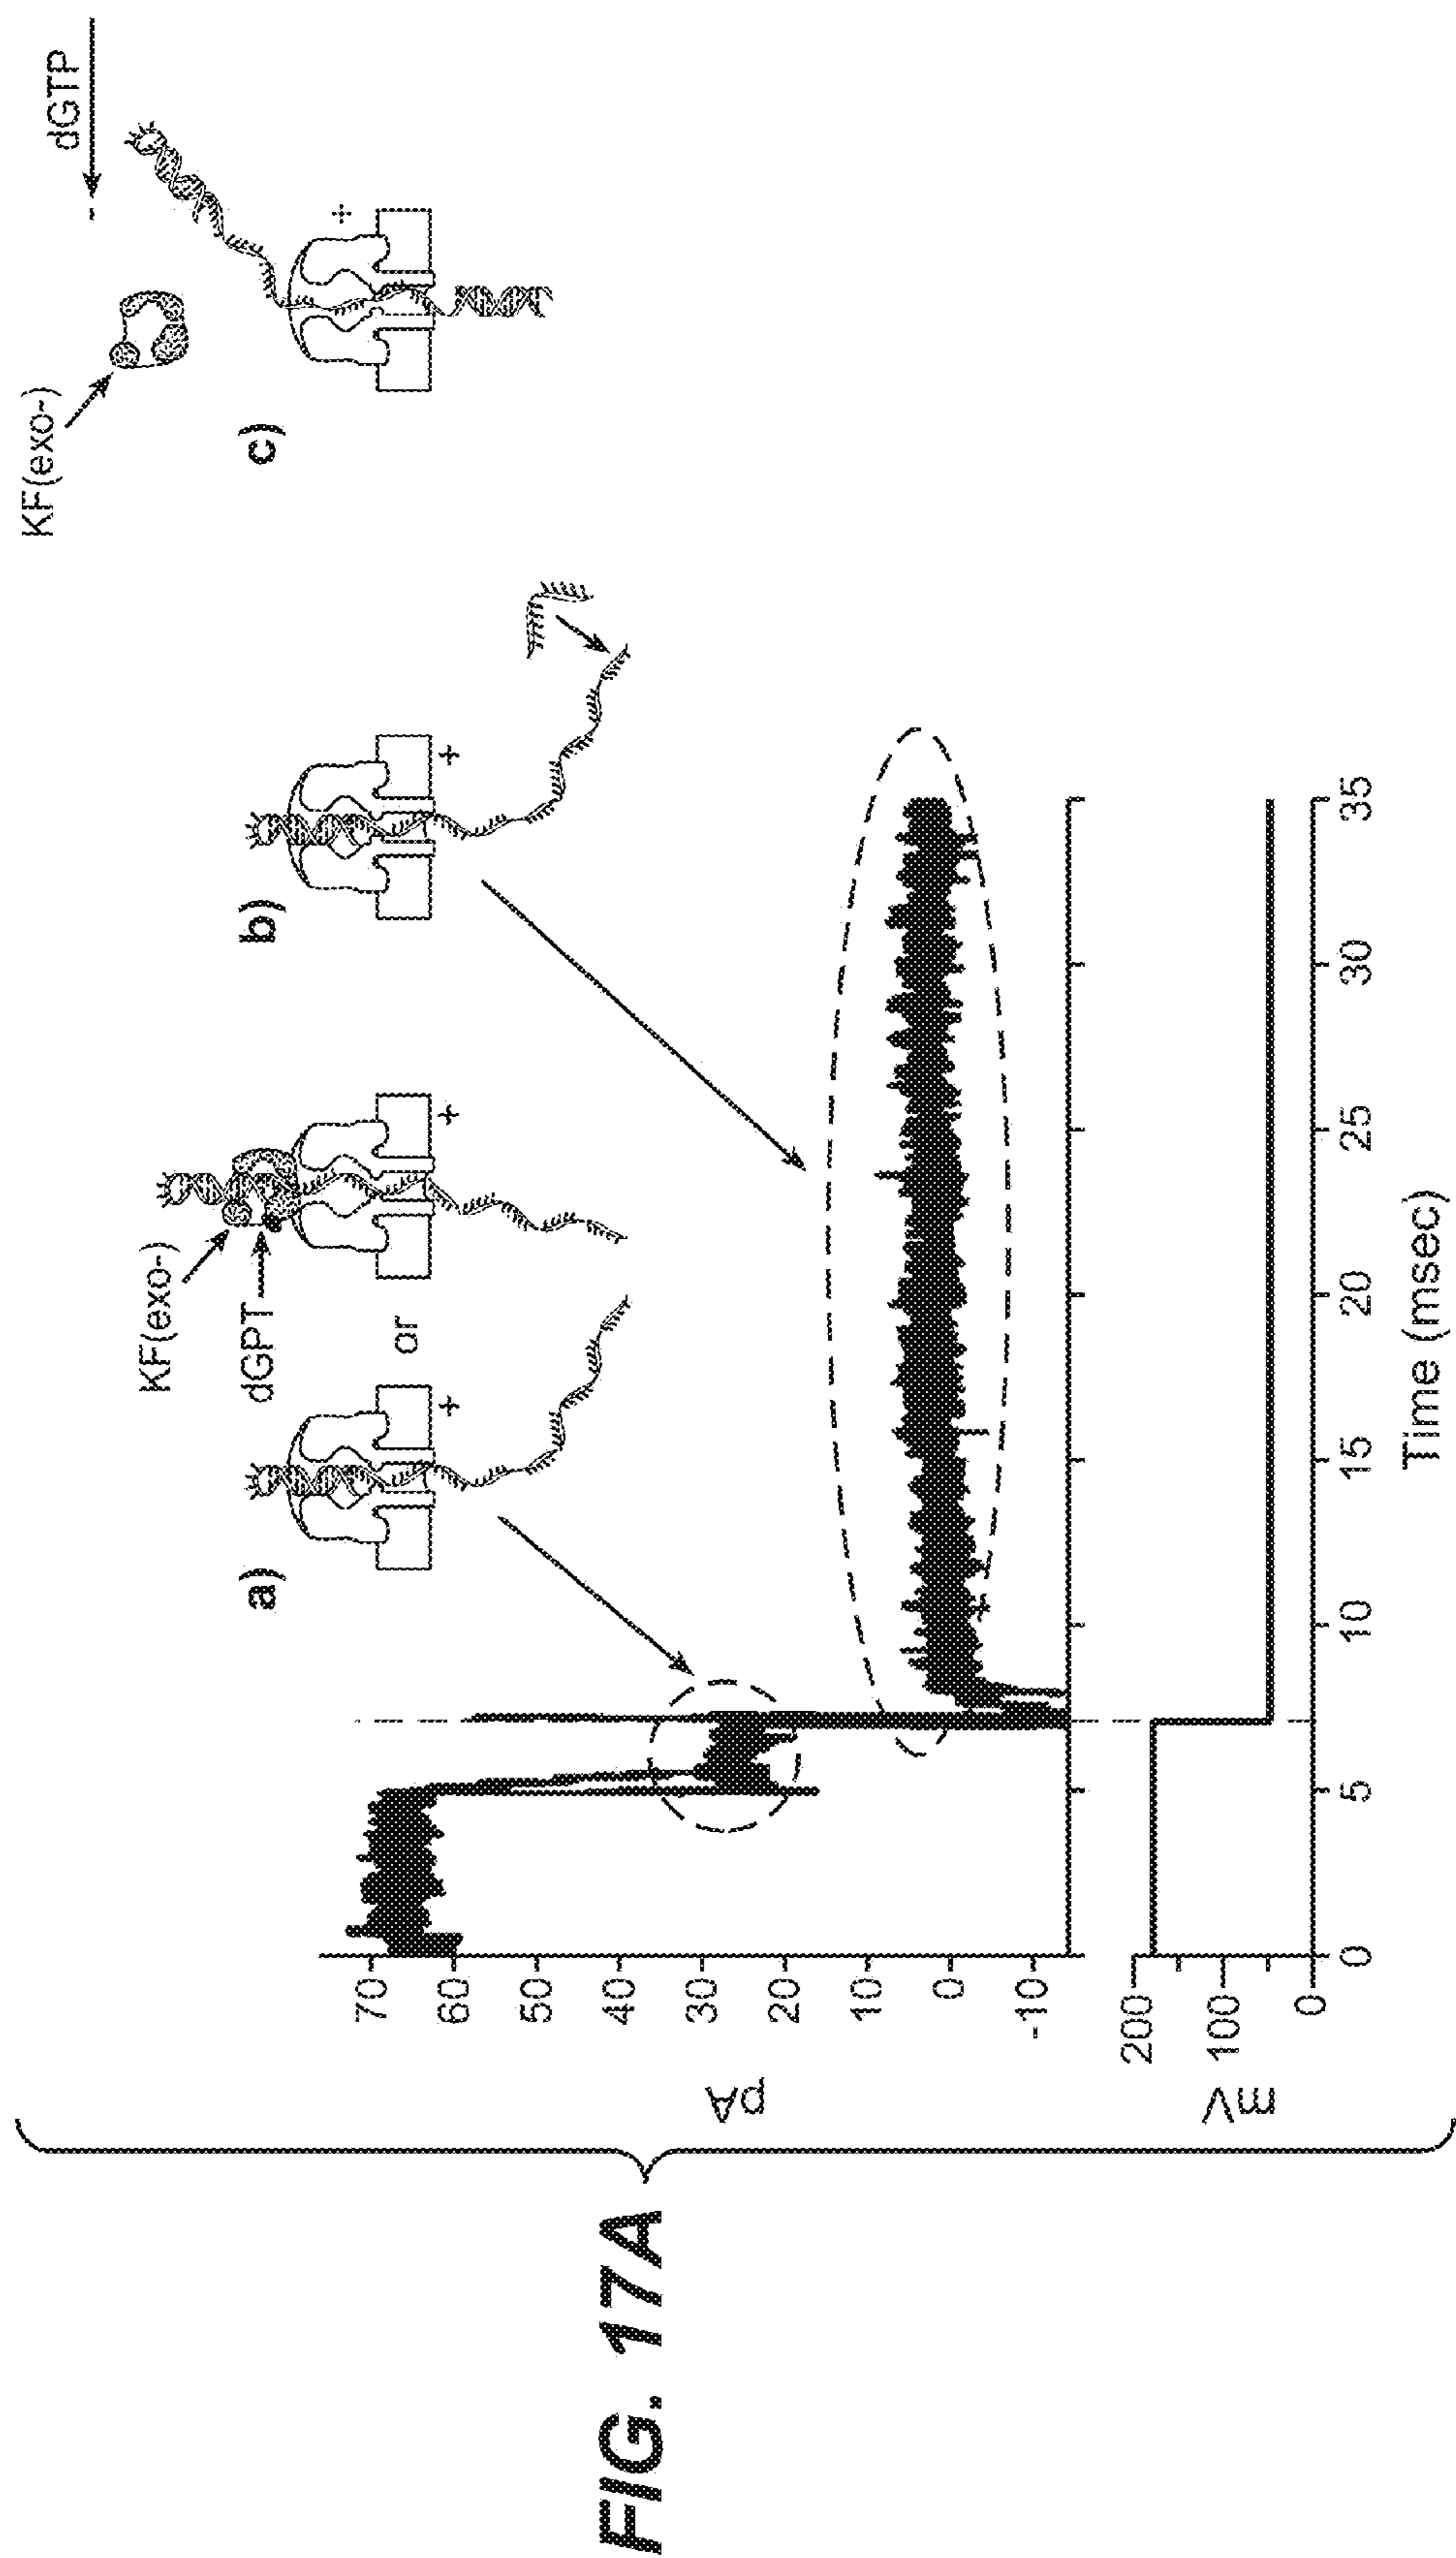 FIG. 17A
a)
or
KF(exo-)
dGPT
b)
c)
KF(exo-)
dGTP
+
+
+
+
pA
70
60
50
40
30
20
10
0
-10
mV
200
100
0
0
5
10
15
20
25
30
35
Time (msec)